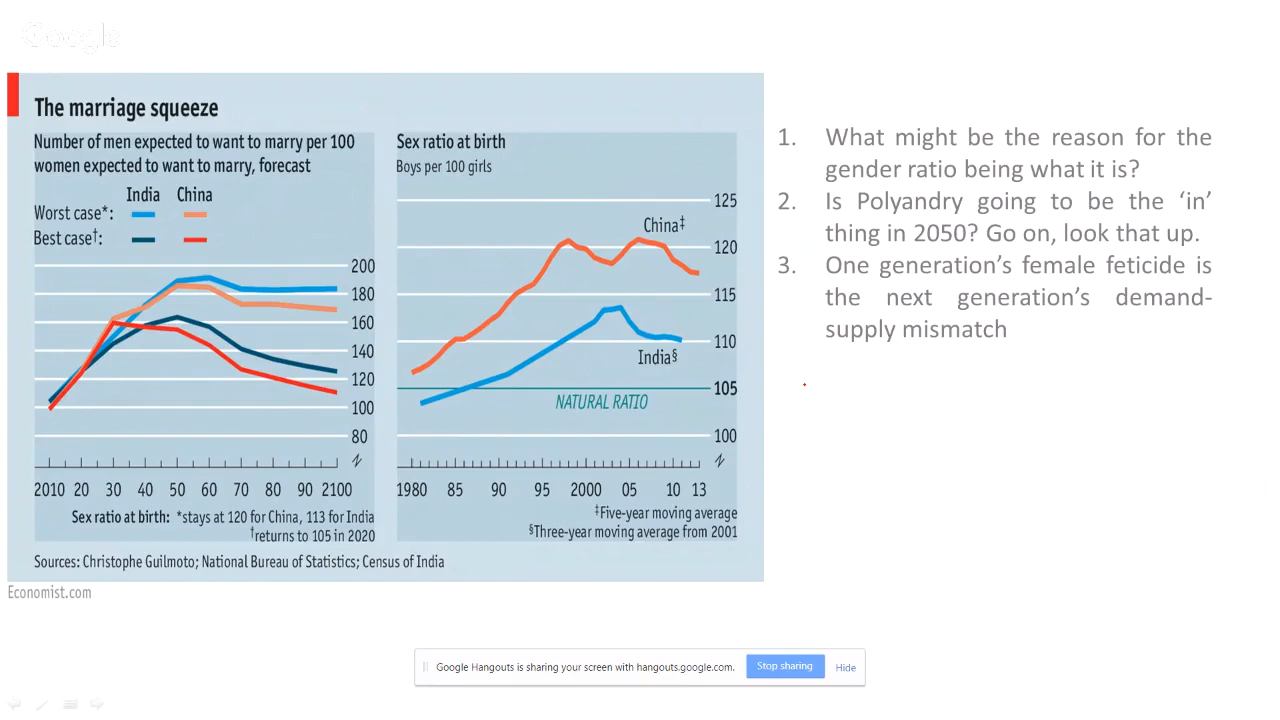 Google
The marriage squeeze
Number of men expected to want to marry per 100
women expected to want to marry, forecast
India China
Worst case*:
Best case†:
200
180
160
140
120
100
80
2010 20 30 40 50 60 70 80 90 2100
Sex ratio at birth: *stays at 120 for China, 113 for India
†returns to 105 in 2020
Sex ratio at birth
Boys per 100 girls
125
China‡
120
115
110
India§
105
NATURAL RATIO
100
1980 85 90 95 2000 05 10 13
‡Five-year moving average
§Three-year moving average from 2001
Sources: Christophe Guilmoto; National Bureau of Statistics; Census of India
Economist.com
1. What might be the reason for the
gender ratio being what it is?
2. Is Polyandry going to be the ‘in’
thing in 2050? Go on, look that up.
3. One generation’s female feticide is
the next generation’s demand-
supply mismatch
Google Hangouts is sharing your screen with hangouts.google.com.
Stop sharing
Hide